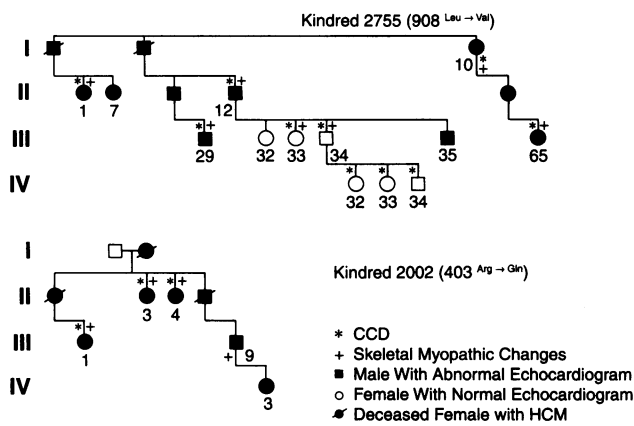 Kindred 2755 (908 Leu → Val)
I
10 * +
II
* + * +
1 7 12
III
* + * + * + * +
29 32 33 34 35 65
IV
* * *
32 33 34
I
Kindred 2002 (403 Arg → Gln)
II
* + * +
3 4
III
* +
1 + 9
IV
3
* CCD
+ Skeletal Myopathic Changes
Male With Abnormal Echocardiogram
Female With Normal Echocardiogram
Deceased Female with HCM